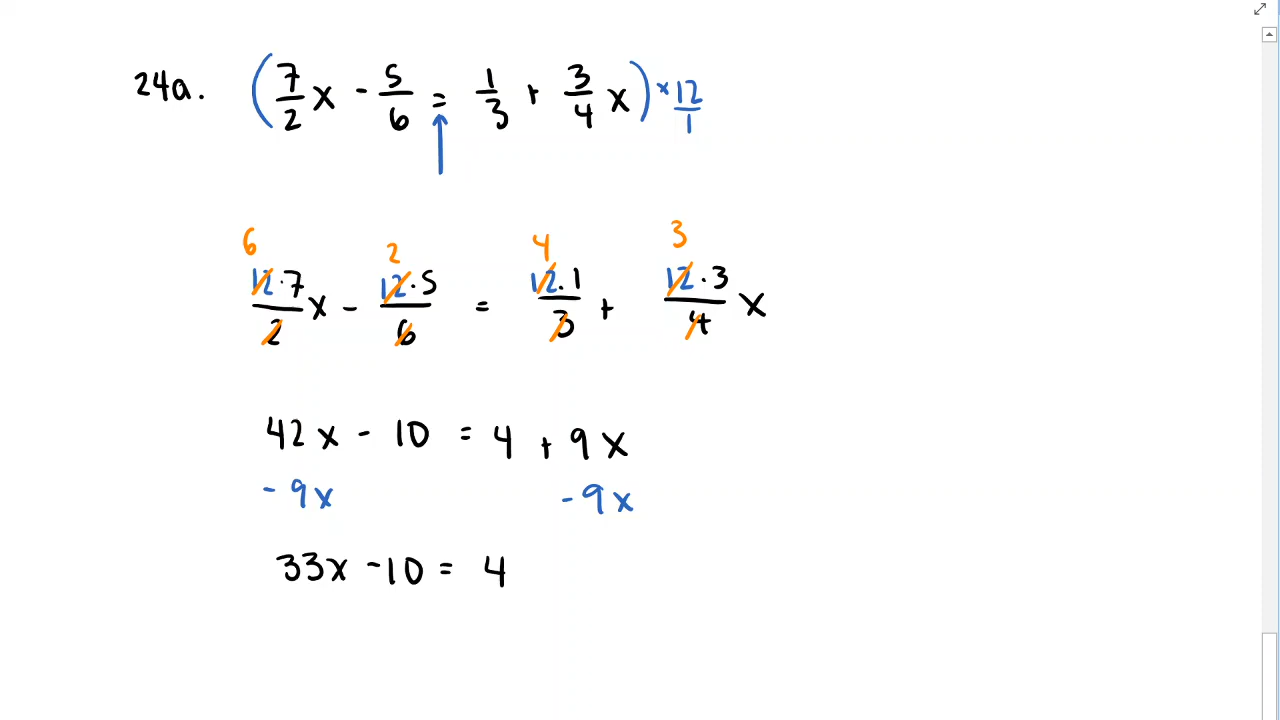 24a. (7/2 x - 5/6 = 1/3 + 3/4 x) × 12/1
6 2 4 3
12·7/2 x - 12·5/6 = 12·1/3 + 12·3/4 x
42x - 10 = 4 + 9x
- 9x - 9x
33x - 10 = 4